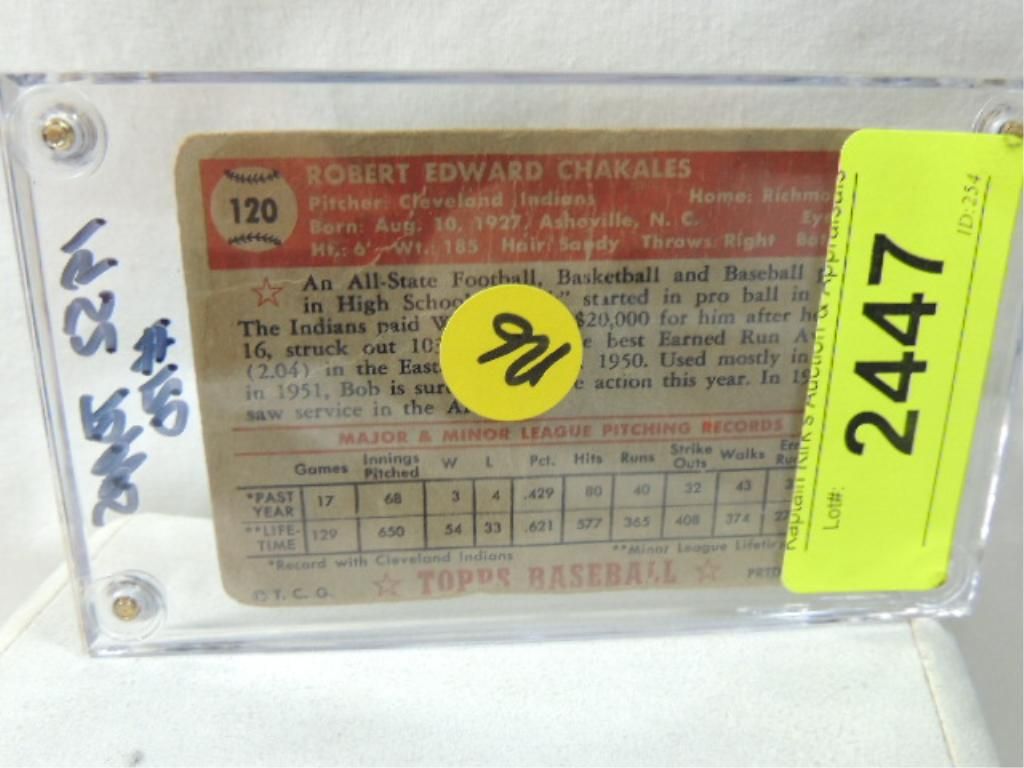 120
ROBERT EDWARD CHAKALES
Pitcher: Cleveland Indians Home:
Born: Aug. 10, 1927, Asheville, N. C.
Ht.: 6' Wt.: 185 Hair: Sandy Throws: Right
An All-State Football, Basketball and Baseball
in High School started in pro ball in
The Indians paid $20,000 for him after
16, struck out best Earned Run
(2.04) in the 1950. Used mostly in
in 1951, Bob is action this year. In
saw service in the
MAJOR & MINOR LEAGUE PITCHING RECORDS
Games Innings Pitched W L Pct. Hits Runs Strike Outs Walks
*PAST YEAR 17 68 3 4 .429 80 40 32 43
**LIFE-TIME 129 650 54 33 .621 577 365 408 374
*Record with Cleveland Indians **Minor League
© T. C. G. TOPPS BASEBALL PRTD
Kaptain Kirk's Auction & Appraisals
Lot#:
2447
ID:254